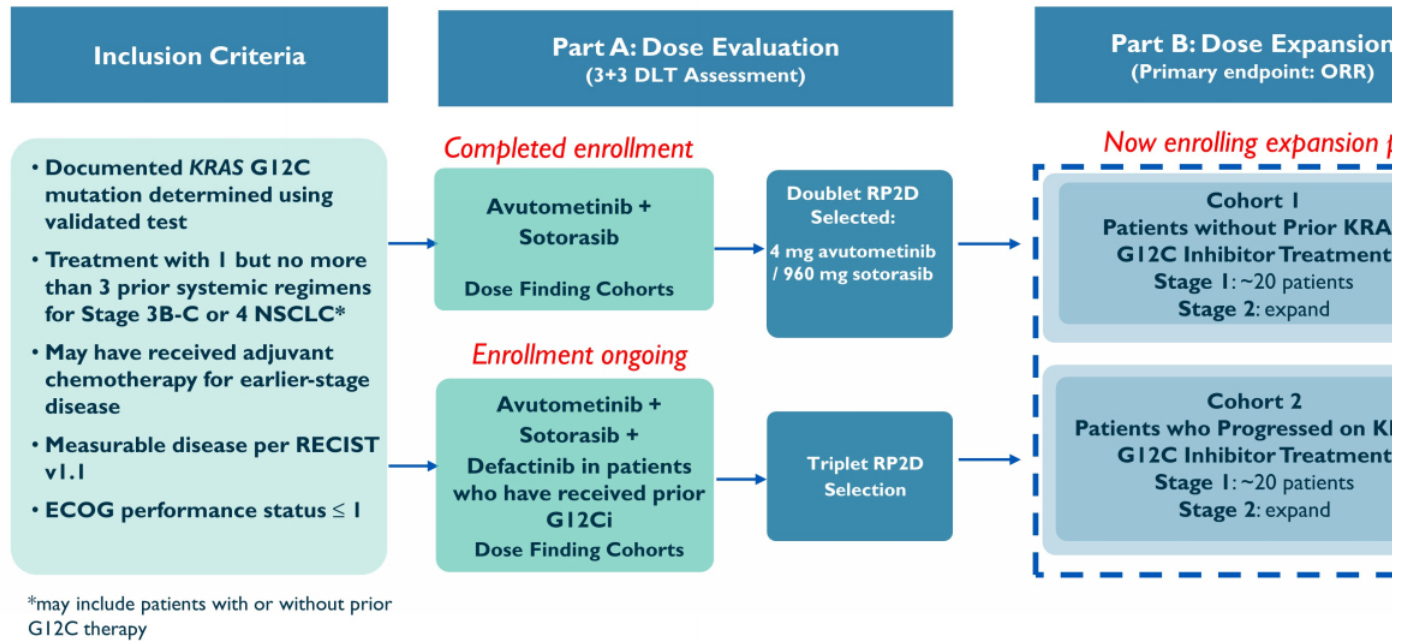 Inclusion Criteria
Part A: Dose Evaluation
(3+3 DLT Assessment)
Part B: Dose Expansion
(Primary endpoint: ORR)
• Documented KRAS G12C
mutation determined using
validated test
• Treatment with 1 but no more
than 3 prior systemic regimens
for Stage 3B-C or 4 NSCLC*
• May have received adjuvant
chemotherapy for earlier-stage
disease
• Measurable disease per RECIST
v1.1
• ECOG performance status ≤ 1
*may include patients with or without prior
G12C therapy
Completed enrollment
Avutometinib +
Sotorasib
Dose Finding Cohorts
Doublet RP2D
Selected:
4 mg avutometinib
/ 960 mg sotorasib
Enrollment ongoing
Avutometinib +
Sotorasib +
Defactinib in patients
who have received prior
G12Ci
Dose Finding Cohorts
Triplet RP2D
Selection
Now enrolling expansion
Cohort 1
Patients without Prior
G12C Inhibitor Treatment
Stage 1: ~20 patients
Stage 2: expand
Cohort 2
Patients who Progressed on
G12C Inhibitor Treatment
Stage 1: ~20 patients
Stage 2: expand